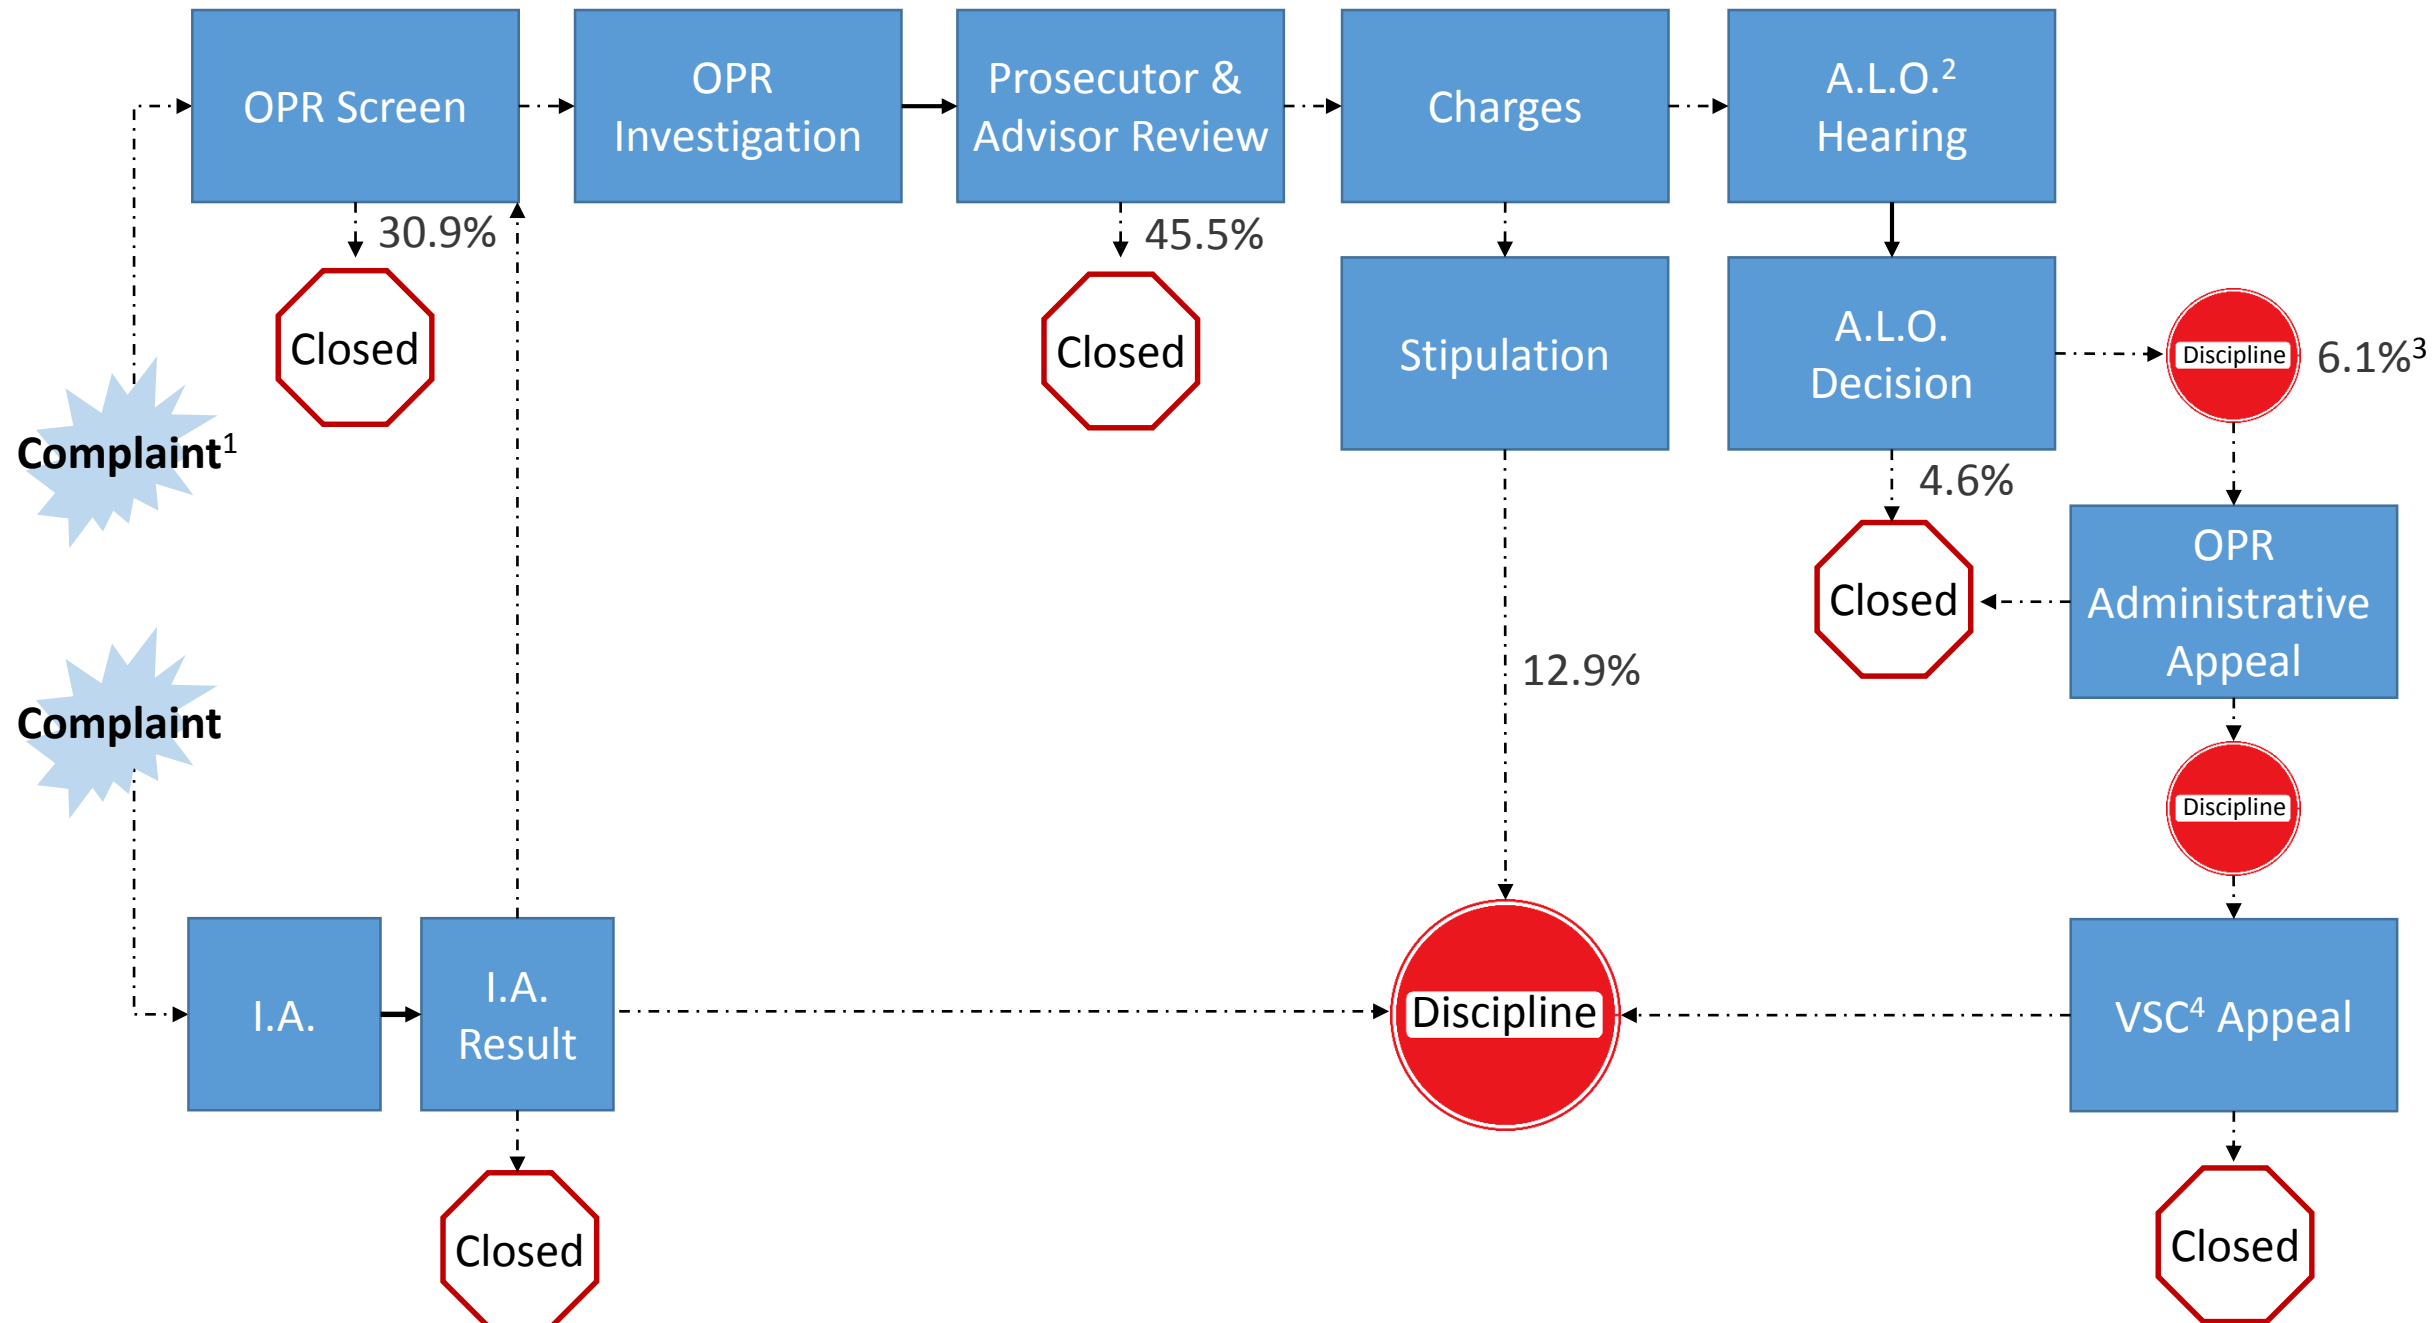 OPR Screen
OPR
Investigation
Prosecutor &
Advisor Review
Charges
A.L.O.²
Hearing
30.9%
45.5%
Closed
Closed
Stipulation
A.L.O.
Decision
Discipline
6.1%³
Complaint¹
4.6%
Closed
OPR
Administrative
Appeal
12.9%
Complaint
Discipline
I.A.
I.A.
Result
Discipline
VSC⁴ Appeal
Closed
Closed